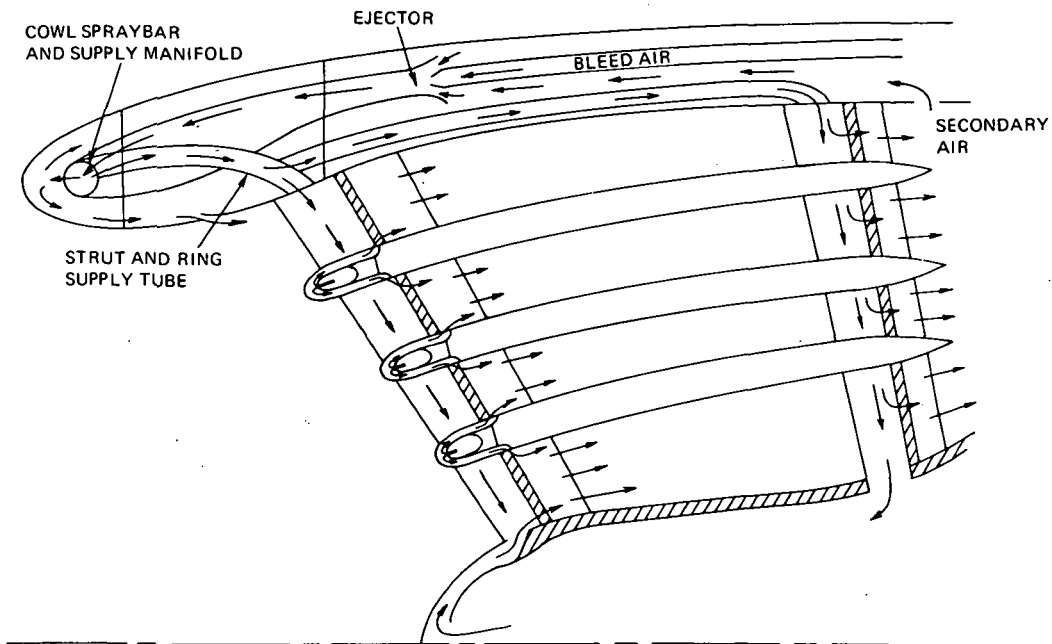 EJECTOR
COWL SPRAYBAR
AND SUPPLY MANIFOLD
BLEED AIR
SECONDARY
AIR
STRUT AND RING
SUPPLY TUBE